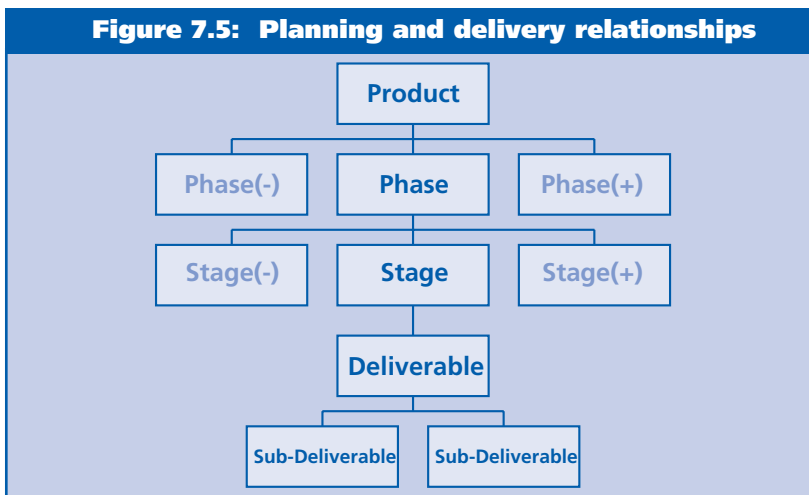 Figure 7.5: Planning and delivery relationships
Product
Phase(-) Phase Phase(+)
Stage(-) Stage Stage(+)
Deliverable
Sub-Deliverable Sub-Deliverable